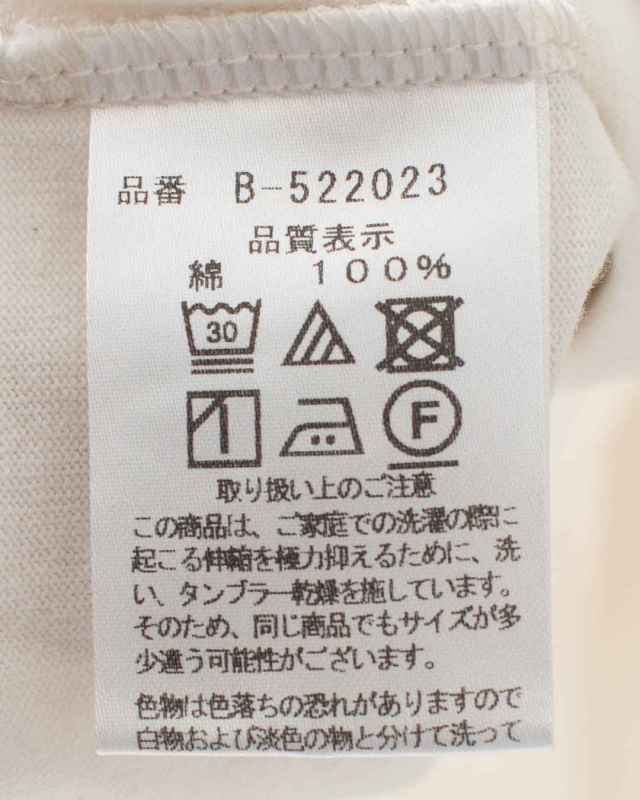 品番 B-522023
品質表示
綿 100%
30
F
取り扱い上のご注意
この商品は、ご家庭での洗濯の際に
起こる伸縮を極力抑えるために、洗
い、タンブラー乾燥を施しています。
そのため、同じ商品でもサイズが多
少違う可能性がございます。
色物は色落ちの恐れがありますので
白物および淡色の物と分けて洗って